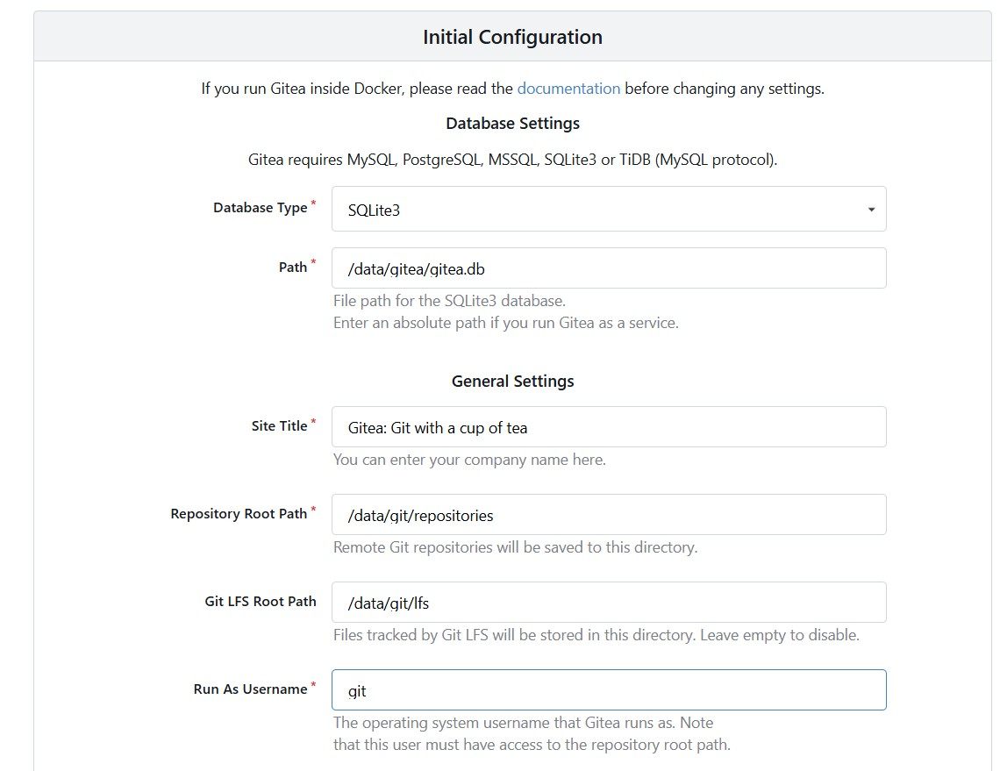 Initial Configuration
If you run Gitea inside Docker, please read the documentation before changing any settings.
Database Settings
Gitea requires MySQL, PostgreSQL, MSSQL, SQLite3 or TiDB (MySQL protocol).
Database Type *
SQLite3
Path *
/data/gitea/gitea.db
File path for the SQLite3 database.
Enter an absolute path if you run Gitea as a service.
General Settings
Site Title *
Gitea: Git with a cup of tea
You can enter your company name here.
Repository Root Path *
/data/git/repositories
Remote Git repositories will be saved to this directory.
Git LFS Root Path
/data/git/lfs
Files tracked by Git LFS will be stored in this directory. Leave empty to disable.
Run As Username *
git
The operating system username that Gitea runs as. Note
that this user must have access to the repository root path.